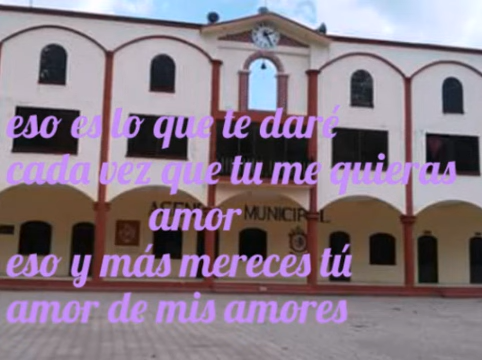 eso es lo que te daré
cada vez que tu me quieras
amor
AGENCIA MUNICIPAL
eso y más mereces tú
amor de mis amores